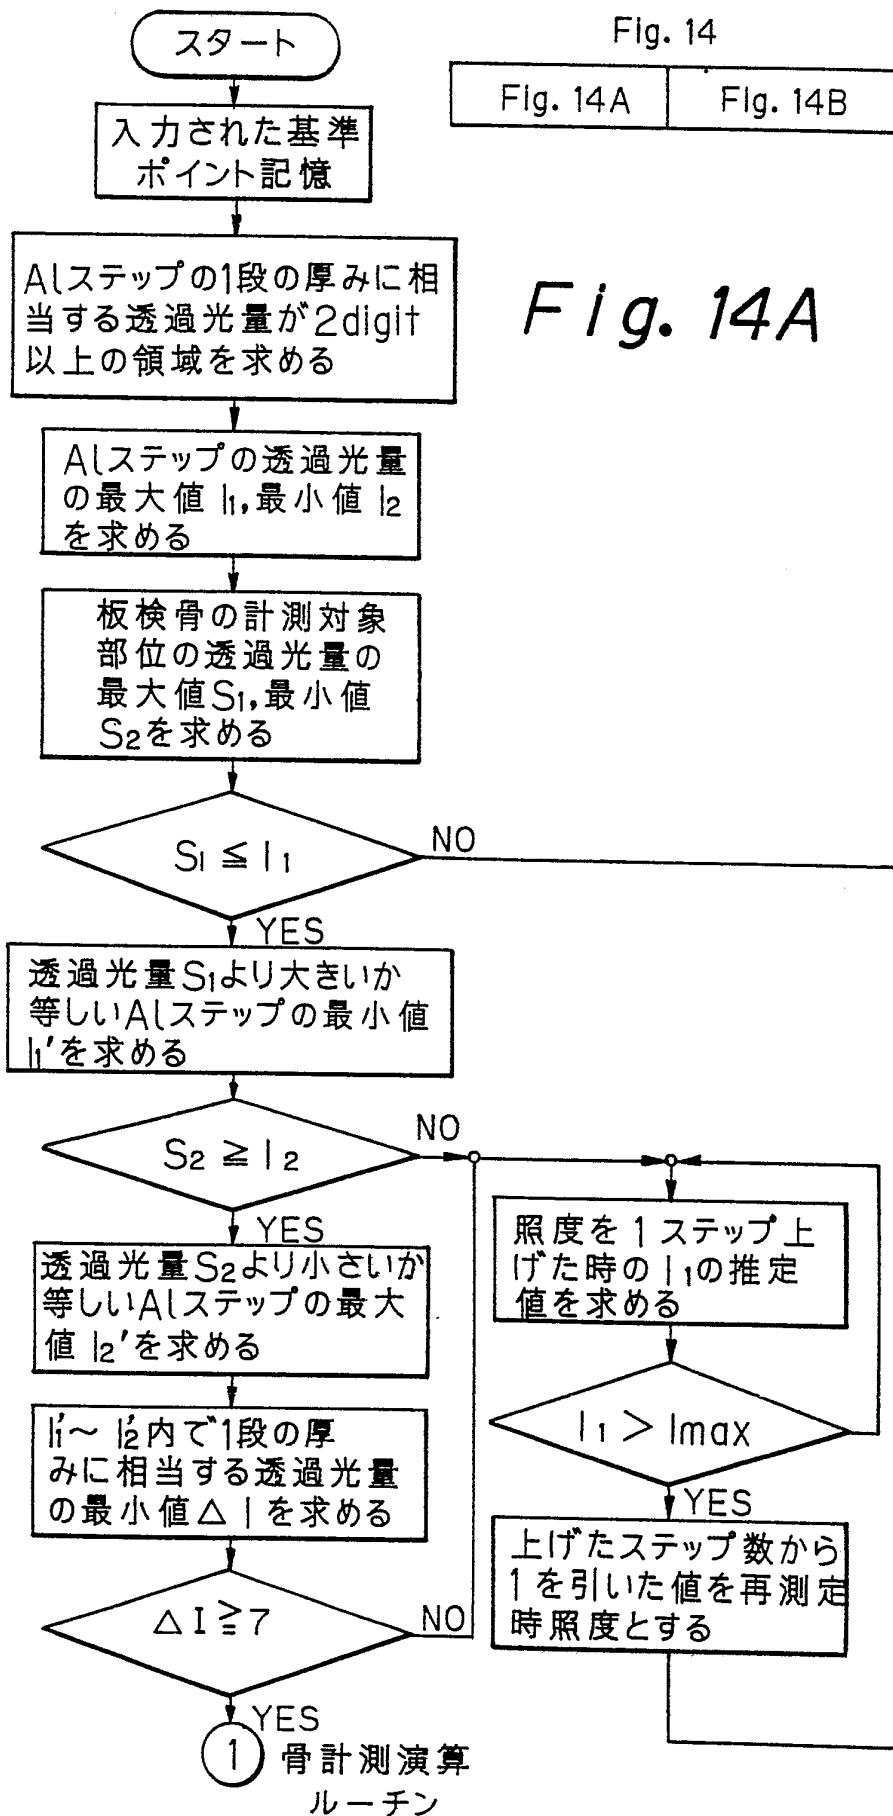 スタート
Fig. 14
Fig. 14A
Fig. 14B
Fig. 14A
入力された基準
ポイント記憶
Alステップの1段の厚みに相
当する透過光量が2digit
以上の領域を求める
Alステップの透過光量
の最大値 I₁,最小値 I₂
を求める
板検骨の計測対象
部位の透過光量の
最大値S₁,最小値
S₂を求める
S₁ ≦ I₁
NO
YES
透過光量S₁より大きいか
等しいAlステップの最小値
I₁'を求める
S₂ ≧ I₂
NO
YES
透過光量S₂より小さいか
等しいAlステップの最大
値 I₂'を求める
I₁'～ I₂'内で1段の厚
みに相当する透過光量
の最小値△ I を求める
△ I ≧ 7
NO
YES
1
骨計測演算
ルーチン
照度を 1 ステップ上
げた時の I₁の推定
値を求める
I₁ > Imax
YES
上げたステップ数から
1 を引いた値を再測定
時照度とする